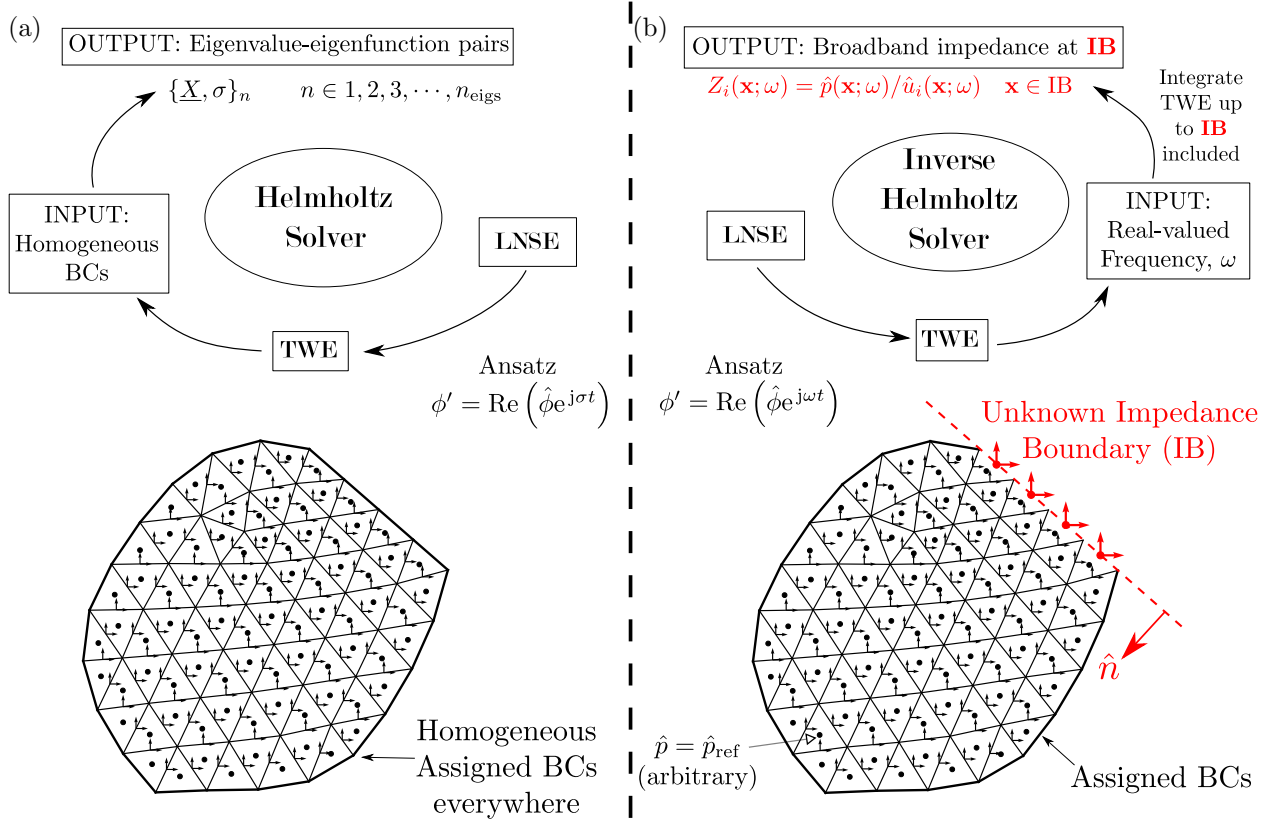 (a)
OUTPUT: Eigenvalue-eigenfunction pairs
{X, σ}ₙ n ∈ 1, 2, 3, ⋯, n_eigs
Helmholtz
Solver
INPUT:
Homogeneous
BCs
LNSE
TWE
Ansatz
ϕ′ = Re (ϕ̂e^{jσt})
Homogeneous
Assigned BCs
everywhere
(b)
OUTPUT: Broadband impedance at IB
Z_i(x; ω) = p̂(x; ω)/û_i(x; ω) x ∈ IB
Integrate
TWE up
to IB
included
Inverse
Helmholtz
Solver
LNSE
INPUT:
Real-valued
Frequency, ω
TWE
Ansatz
ϕ′ = Re (ϕ̂e^{jωt})
Unknown Impedance
Boundary (IB)
n̂
p̂ = p̂_ref
(arbitrary)
Assigned BCs